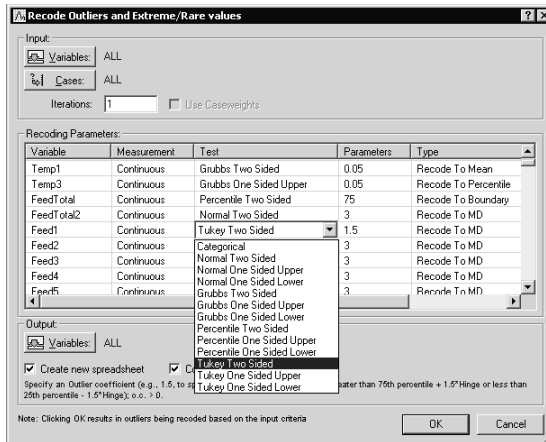 Recode Outliers and Extreme/Rare values
Input:
Variables: ALL
Cases: ALL
Iterations: 1 Use Caseweights
Recoding Parameters:
Variable Measurement Test Parameters Type
Temp1 Continuous Grubbs Two Sided 0.05 Recode To Mean
Temp3 Continuous Grubbs One Sided Upper 0.05 Recode To Percentile
FeedTotal Continuous Percentile Two Sided 75 Recode To Boundary
FeedTotal2 Continuous Normal Two Sided 3 Recode To MD
Feed1 Continuous Tukey Two Sided 1.5 Recode To MD
Feed2 Continuous 3 Recode To MD
Feed3 Continuous 3 Recode To MD
Feed4 Continuous 3 Recode To MD
Feed5 Continuous 3 Recode To MD
Categorical
Normal Two Sided
Normal One Sided Upper
Normal One Sided Lower
Grubbs Two Sided
Grubbs One Sided Upper
Grubbs One Sided Lower
Percentile Two Sided
Percentile One Sided Upper
Percentile One Sided Lower
Tukey Two Sided
Tukey One Sided Upper
Tukey One Sided Lower
Output:
Variables: ALL
Create new spreadsheet
Specify an Outlier coefficient (e.g., 1.5, to sp ater than 75th percentile + 1.5*Hinge or less than
25th percentile - 1.5*Hinge); o.c. > 0.
Note: Clicking OK results in outliers being recoded based on the input criteria
OK Cancel